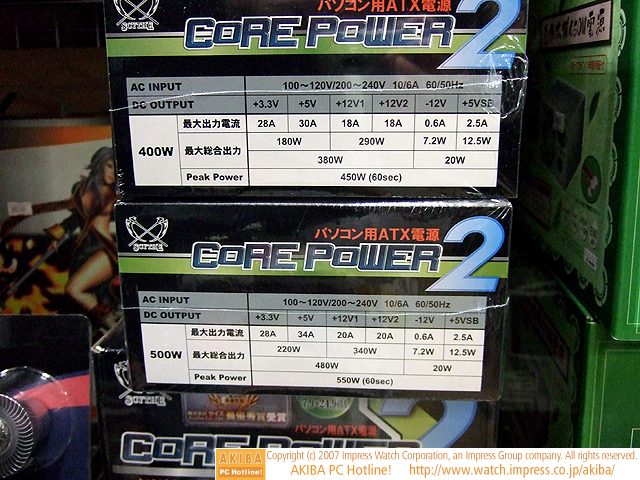 パソコン用ATX電源
SCYTHE
CORE POWER 2
AC INPUT 100〜120V/200〜240V 10/6A 60/50Hz
DC OUTPUT +3.3V +5V +12V1 +12V2 -12V +5VSB
400W
最大出力電流 28A 30A 18A 18A 0.6A 2.5A
最大総合出力 180W 290W 7.2W 12.5W
380W 20W
Peak Power 450W (60sec)
SCYTHE
パソコン用ATX電源
CORE POWER 2
AC INPUT 100〜120V/200〜240V 10/6A 60/50Hz
DC OUTPUT +3.3V +5V +12V1 +12V2 -12V +5VSB
500W
最大出力電流 28A 34A 20A 20A 0.6A 2.5A
最大総合出力 220W 340W 7.2W 12.5W
480W 20W
Peak Power 550W (60sec)
SCYTHE
パソコン用ATX電源
CORE POWER 2
AKIBA
PC Hotline!
Copyright (c) 2007 Impress Watch Corporation, an Impress Group company. All rights reserved.
AKIBA PC Hotline! http://www.watch.impress.co.jp/akiba/